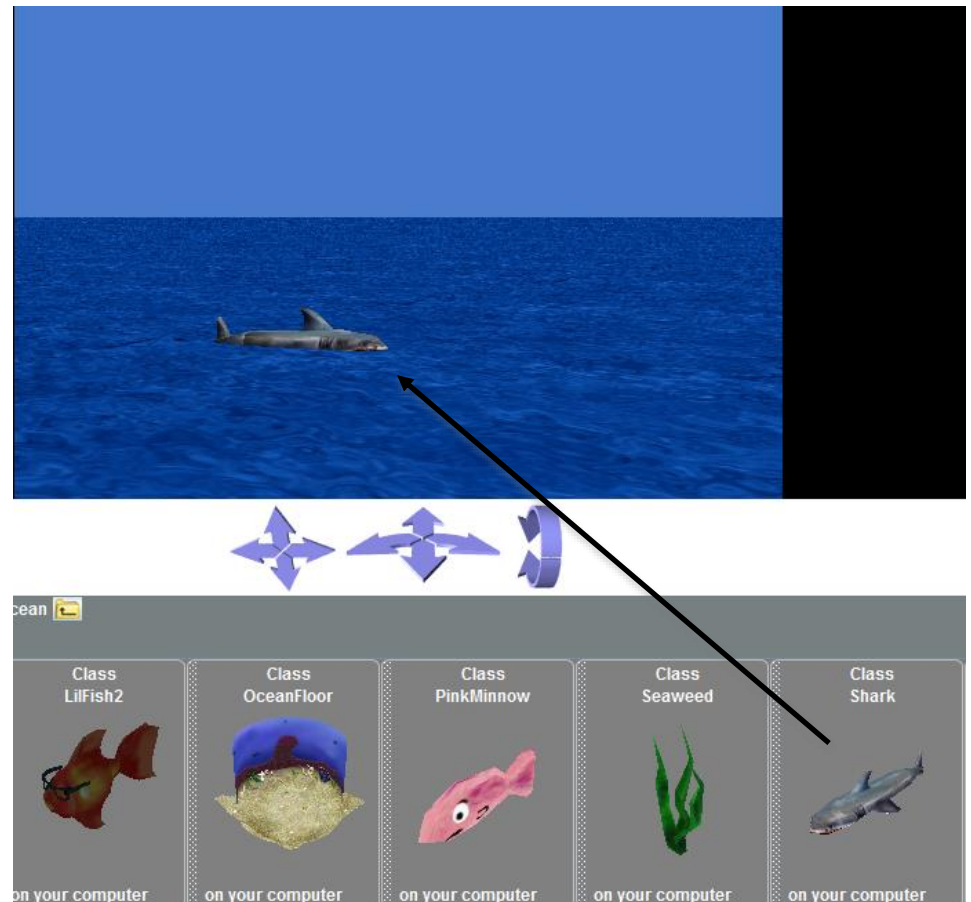 cean
Class
LilFish2
on your computer
Class
OceanFloor
on your computer
Class
PinkMinnow
on your computer
Class
Seaweed
on your computer
Class
Shark
on your computer